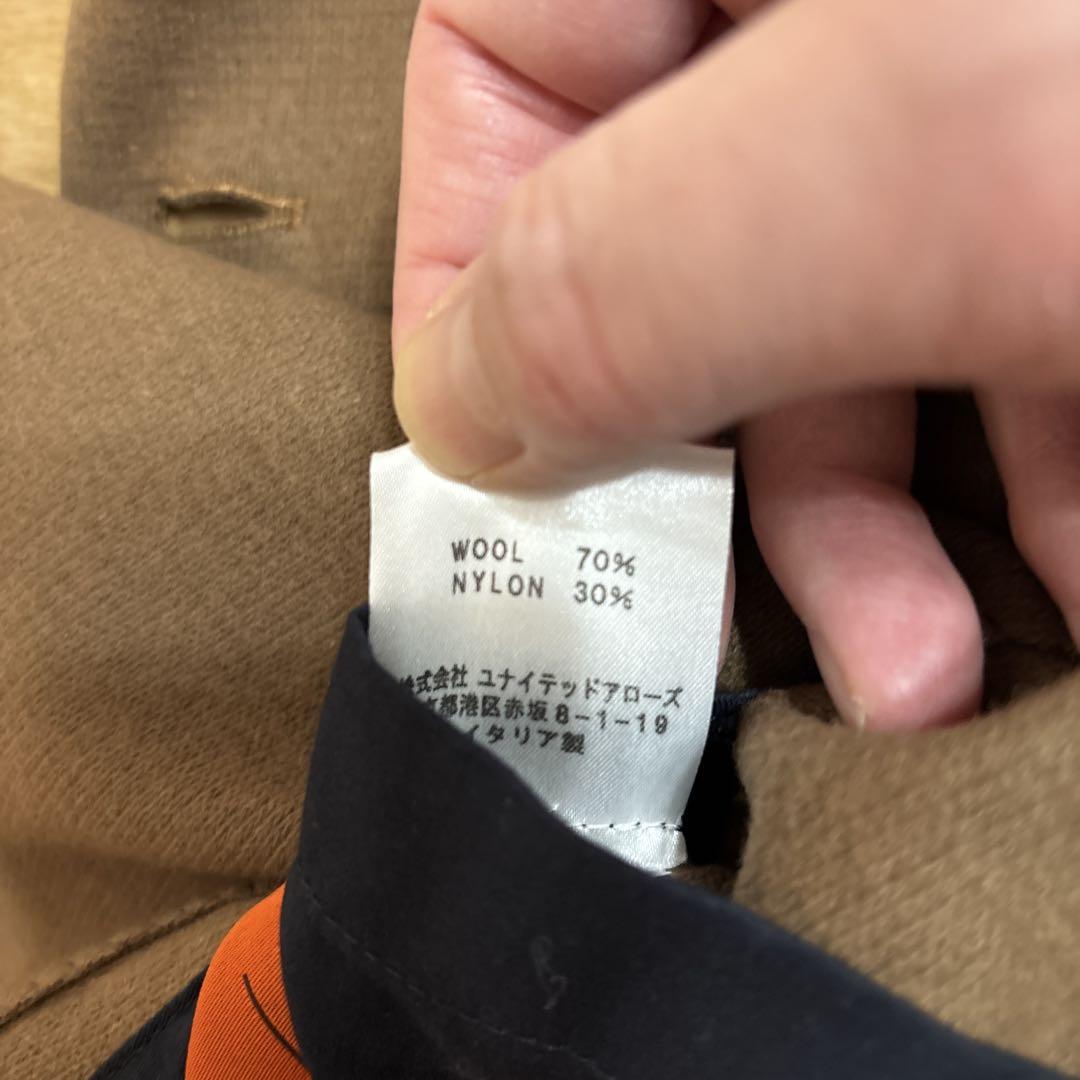 WOOL 70%
NYLON 30%
株式会社 ユナイテッドアローズ
都港区赤坂8-1-19
イタリア製